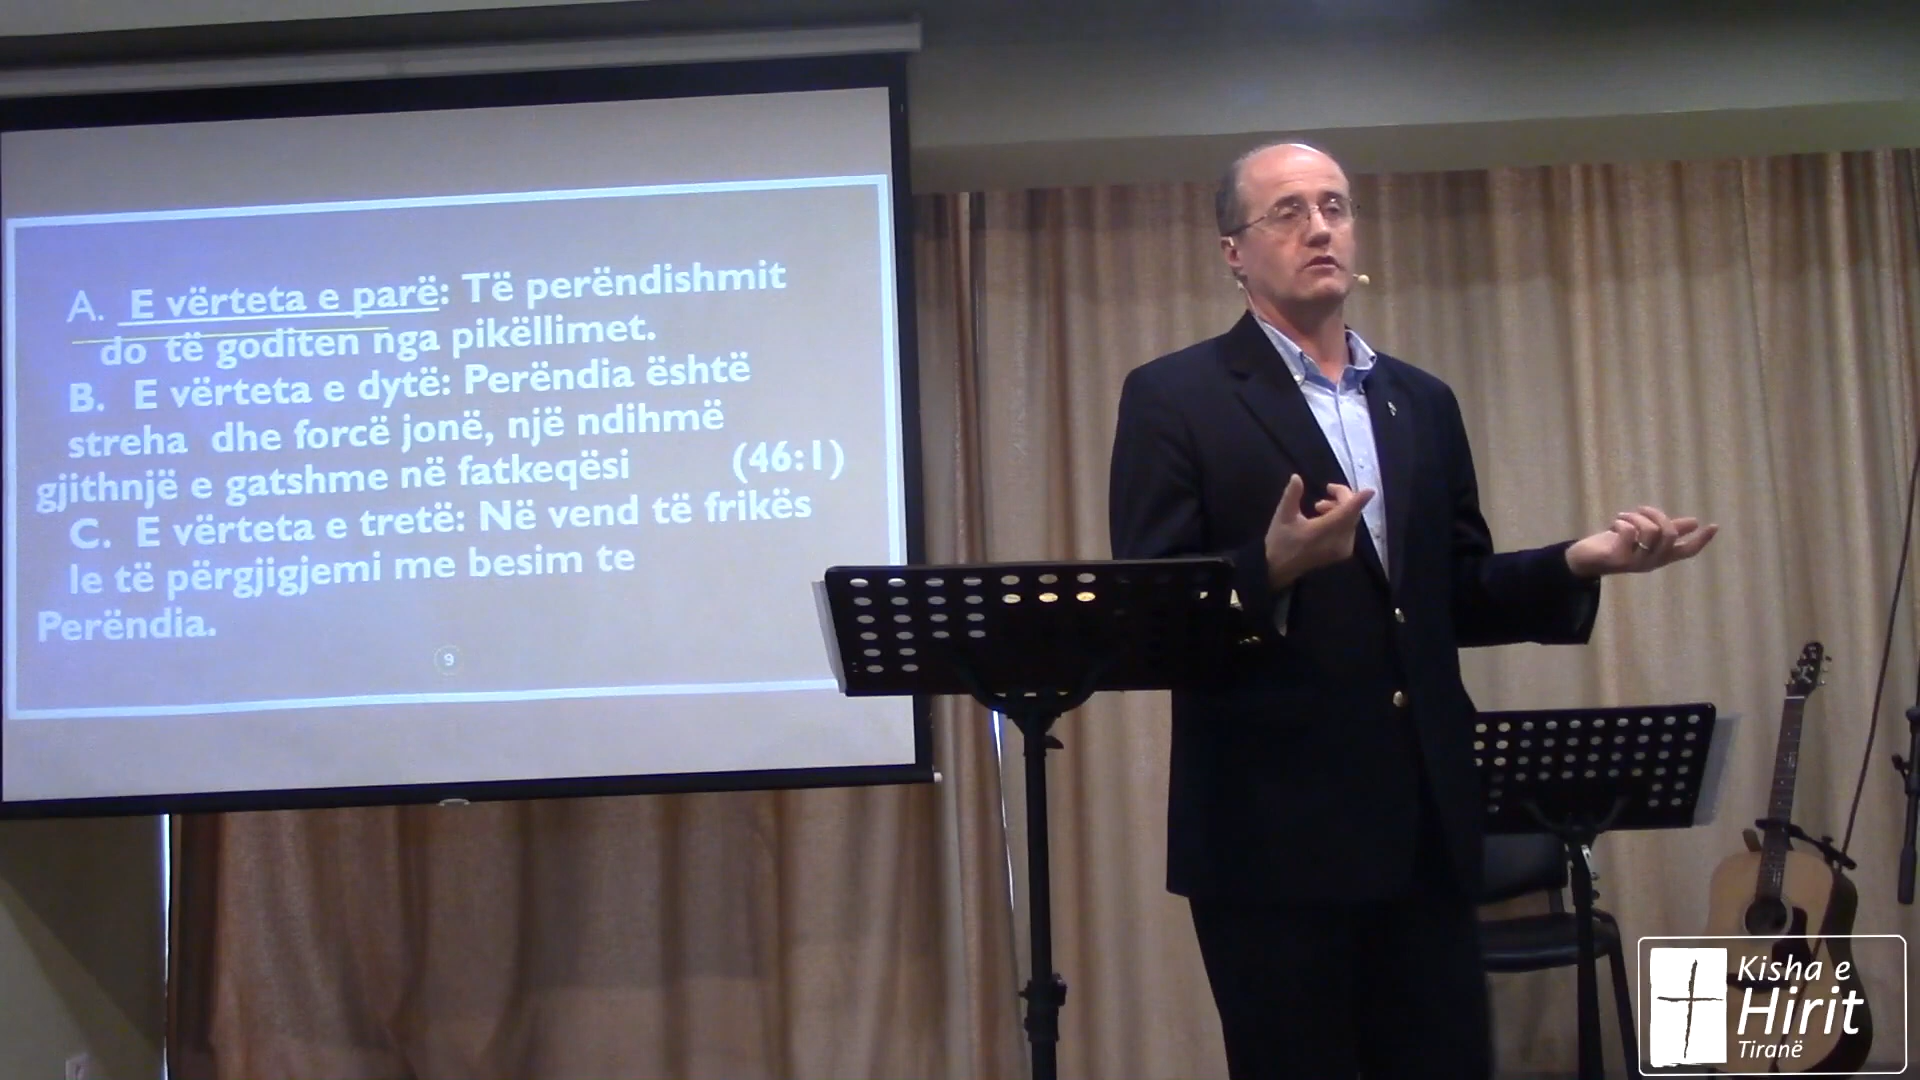 A. E vërteta e parë: Të perëndishmit
do të goditen nga pikëllimet.
B. E vërteta e dytë: Perëndia është
streha dhe forcë jonë, një ndihmë
gjithnjë e gatshme në fatkeqësi (46:1)
C. E vërteta e tretë: Në vend të frikës
le të përgjigjemi me besim te
Perëndia.
9
Kisha e
Hirit
Tiranë